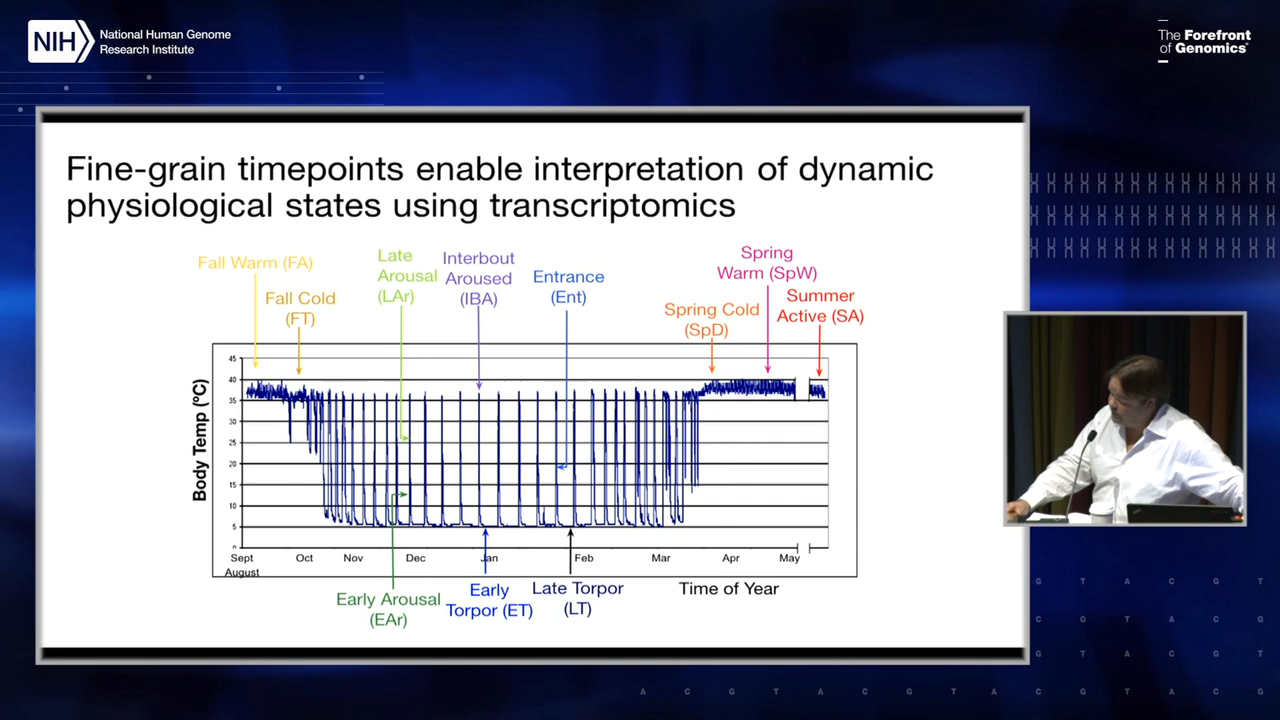 NIH
National Human Genome
Research Institute
The Forefront
of Genomics®
Fine-grain timepoints enable interpretation of dynamic
physiological states using transcriptomics
Fall Warm (FA)
Fall Cold
(FT)
Late
Arousal
(LAr)
Interbout
Aroused
(IBA)
Entrance
(Ent)
Spring Cold
(SpD)
Spring
Warm (SpW)
Summer
Active (SA)
Body Temp (ºC)
45
40
35
30
25
20
15
10
5
0
Sept
Oct
Nov
Dec
Jan
Feb
Mar
Apr
May
August
Early Arousal
(EAr)
Early
Torpor (ET)
Late Torpor
(LT)
Time of Year
G T A C G T
C G T A C G
G T A C G T
A C G T A C G T A C G T A C G